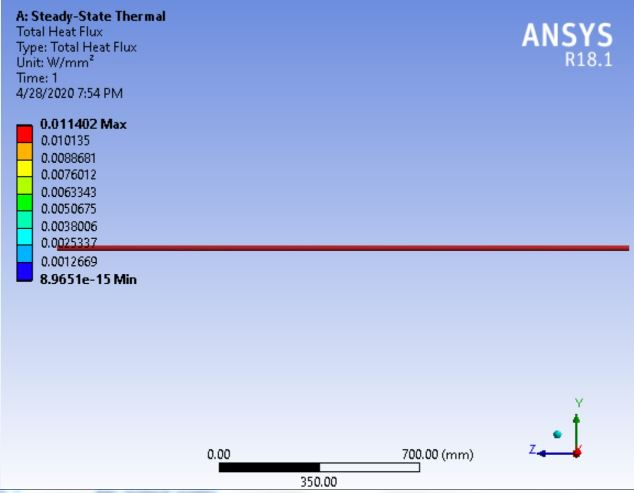 A: Steady-State Thermal
Total Heat Flux
Type: Total Heat Flux
Unit: W/mm²
Time: 1
4/28/2020 7:54 PM
ANSYS
R18.1
0.011402 Max
0.010135
0.0088681
0.0076012
0.0063343
0.0050675
0.0038006
0.0025337
0.0012669
8.9651e-15 Min
Y
Z
0.00 700.00 (mm)
350.00